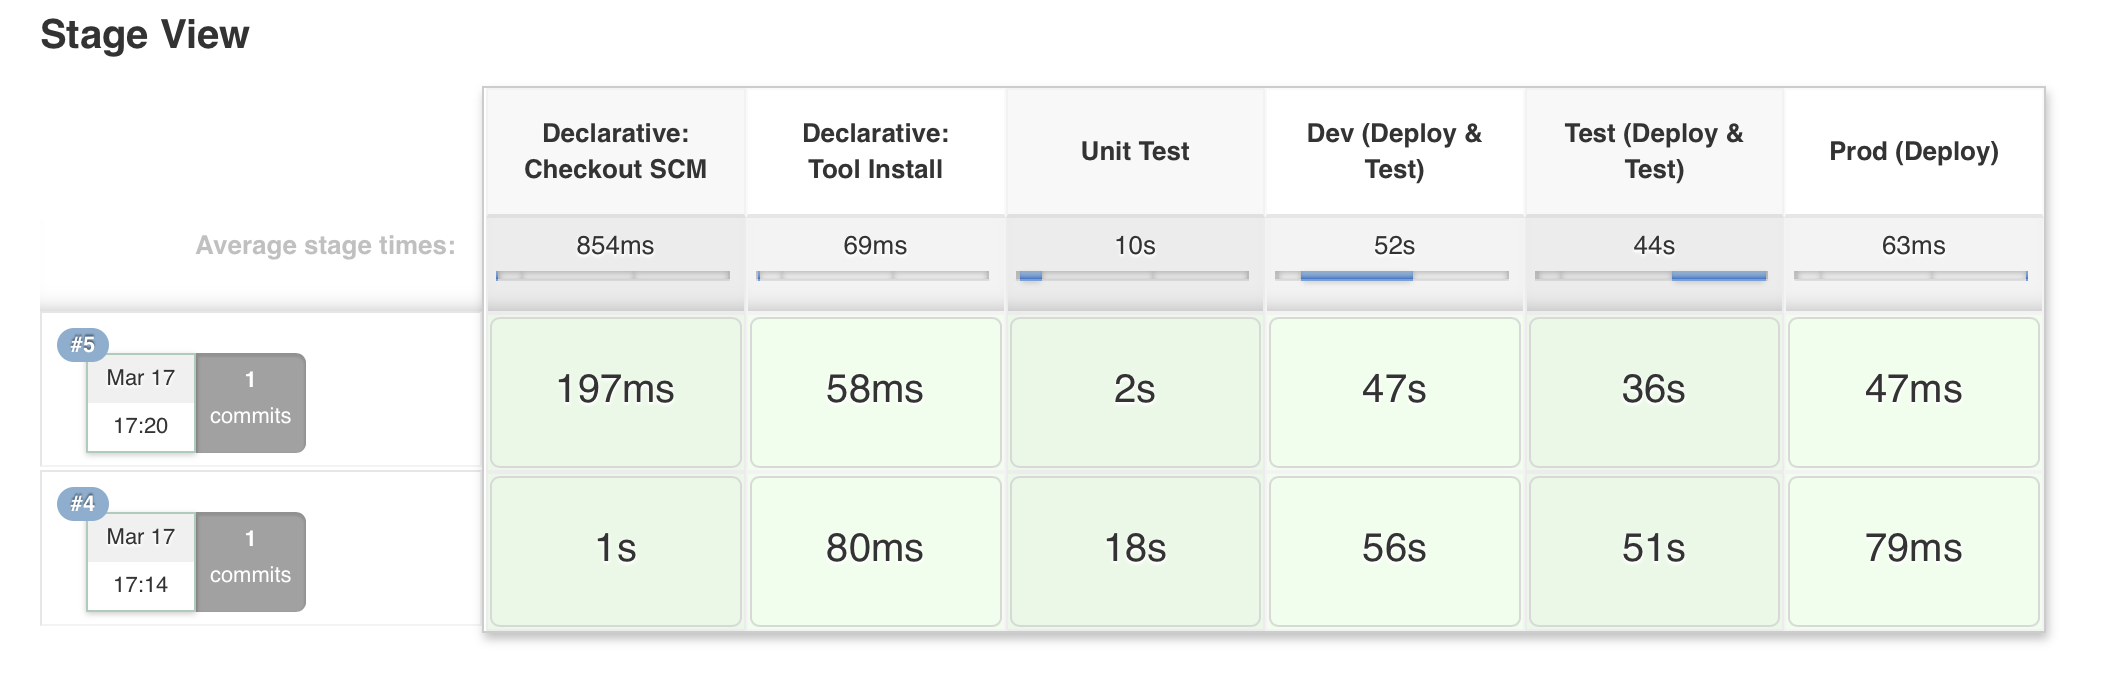 Stage View
Declarative:
Checkout SCM
Declarative:
Tool Install
Unit Test
Dev (Deploy &
Test)
Test (Deploy &
Test)
Prod (Deploy)
Average stage times:
854ms
69ms
10s
52s
44s
63ms
#5
Mar 17
17:20
1
commits
197ms
58ms
2s
47s
36s
47ms
#4
Mar 17
17:14
1
commits
1s
80ms
18s
56s
51s
79ms